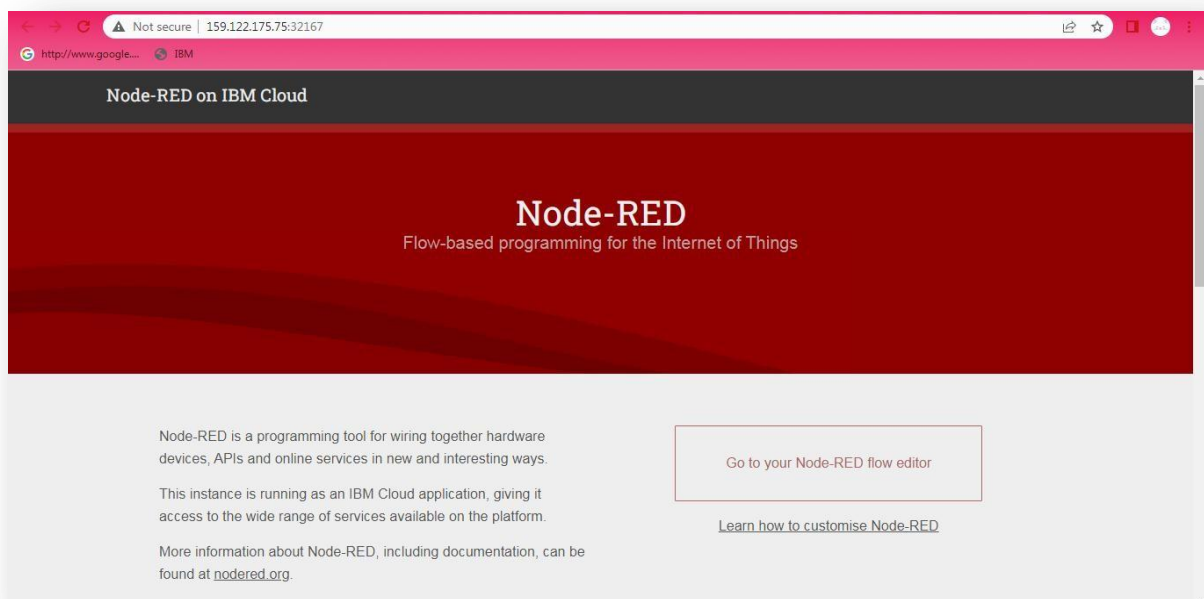 Not secure | 159.122.175.75:32167
http://www.google.... IBM
Node-RED on IBM Cloud
Node-RED
Flow-based programming for the Internet of Things
Node-RED is a programming tool for wiring together hardware
devices, APIs and online services in new and interesting ways.
This instance is running as an IBM Cloud application, giving it
access to the wide range of services available on the platform.
More information about Node-RED, including documentation, can be
found at nodered.org.
Go to your Node-RED flow editor
Learn how to customise Node-RED